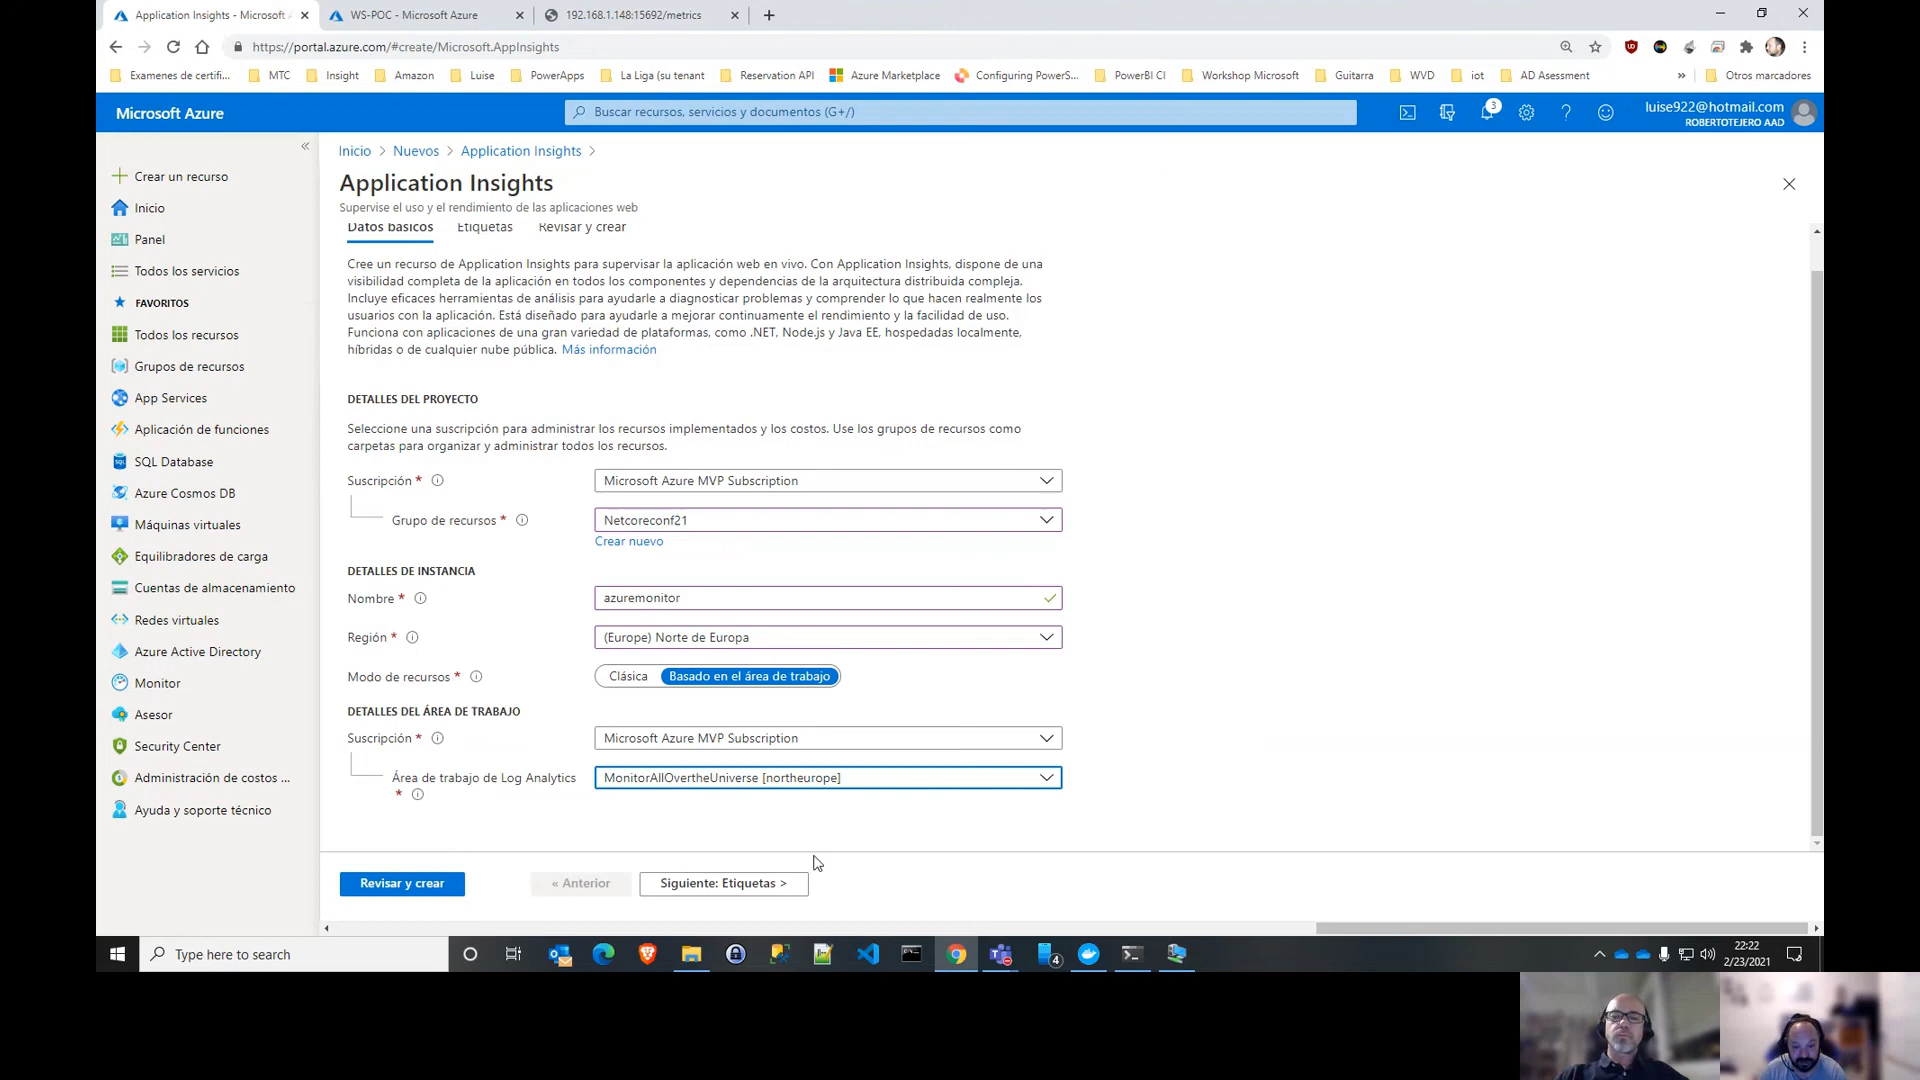 Application Insights - Microsoft
WS-POC - Microsoft Azure
192.168.1.148:15692/metrics
https://portal.azure.com/#create/Microsoft.AppInsights
Examenes de certifi...
MTC
Insight
Amazon
Luise
PowerApps
La Liga (su tenant
Reservation API
Azure Marketplace
Configuring PowerS...
PowerBI CI
Workshop Microsoft
Guitarra
WVD
iot
AD Asessment
»
Otros marcadores
Microsoft Azure
Buscar recursos, servicios y documentos (G+/)
3
luise922@hotmail.com
ROBERTOTEJERO AAD
«
Crear un recurso
Inicio
Panel
Todos los servicios
FAVORITOS
Todos los recursos
Grupos de recursos
App Services
Aplicación de funciones
SQL Database
Azure Cosmos DB
Máquinas virtuales
Equilibradores de carga
Cuentas de almacenamiento
Redes virtuales
Azure Active Directory
Monitor
Asesor
Security Center
Administración de costos ...
Ayuda y soporte técnico
Inicio > Nuevos > Application Insights >
Application Insights
Supervise el uso y el rendimiento de las aplicaciones web
Datos básicos
Etiquetas
Revisar y crear
Cree un recurso de Application Insights para supervisar la aplicación web en vivo. Con Application Insights, dispone de una
visibilidad completa de la aplicación en todos los componentes y dependencias de la arquitectura distribuida compleja.
Incluye eficaces herramientas de análisis para ayudarle a diagnosticar problemas y comprender lo que hacen realmente los
usuarios con la aplicación. Está diseñado para ayudarle a mejorar continuamente el rendimiento y la facilidad de uso.
Funciona con aplicaciones de una gran variedad de plataformas, como .NET, Node.js y Java EE, hospedadas localmente,
híbridas o de cualquier nube pública. Más información
DETALLES DEL PROYECTO
Seleccione una suscripción para administrar los recursos implementados y los costos. Use los grupos de recursos como
carpetas para organizar y administrar todos los recursos.
Suscripción *
Microsoft Azure MVP Subscription
Grupo de recursos *
Netcoreconf21
Crear nuevo
DETALLES DE INSTANCIA
Nombre *
azuremonitor
Región *
(Europe) Norte de Europa
Modo de recursos *
Clásica
Basado en el área de trabajo
DETALLES DEL ÁREA DE TRABAJO
Suscripción *
Microsoft Azure MVP Subscription
Área de trabajo de Log Analytics
*
MonitorAllOvertheUniverse [northeurope]
Revisar y crear
« Anterior
Siguiente: Etiquetas >
Type here to search
4
22:22
2/23/2021